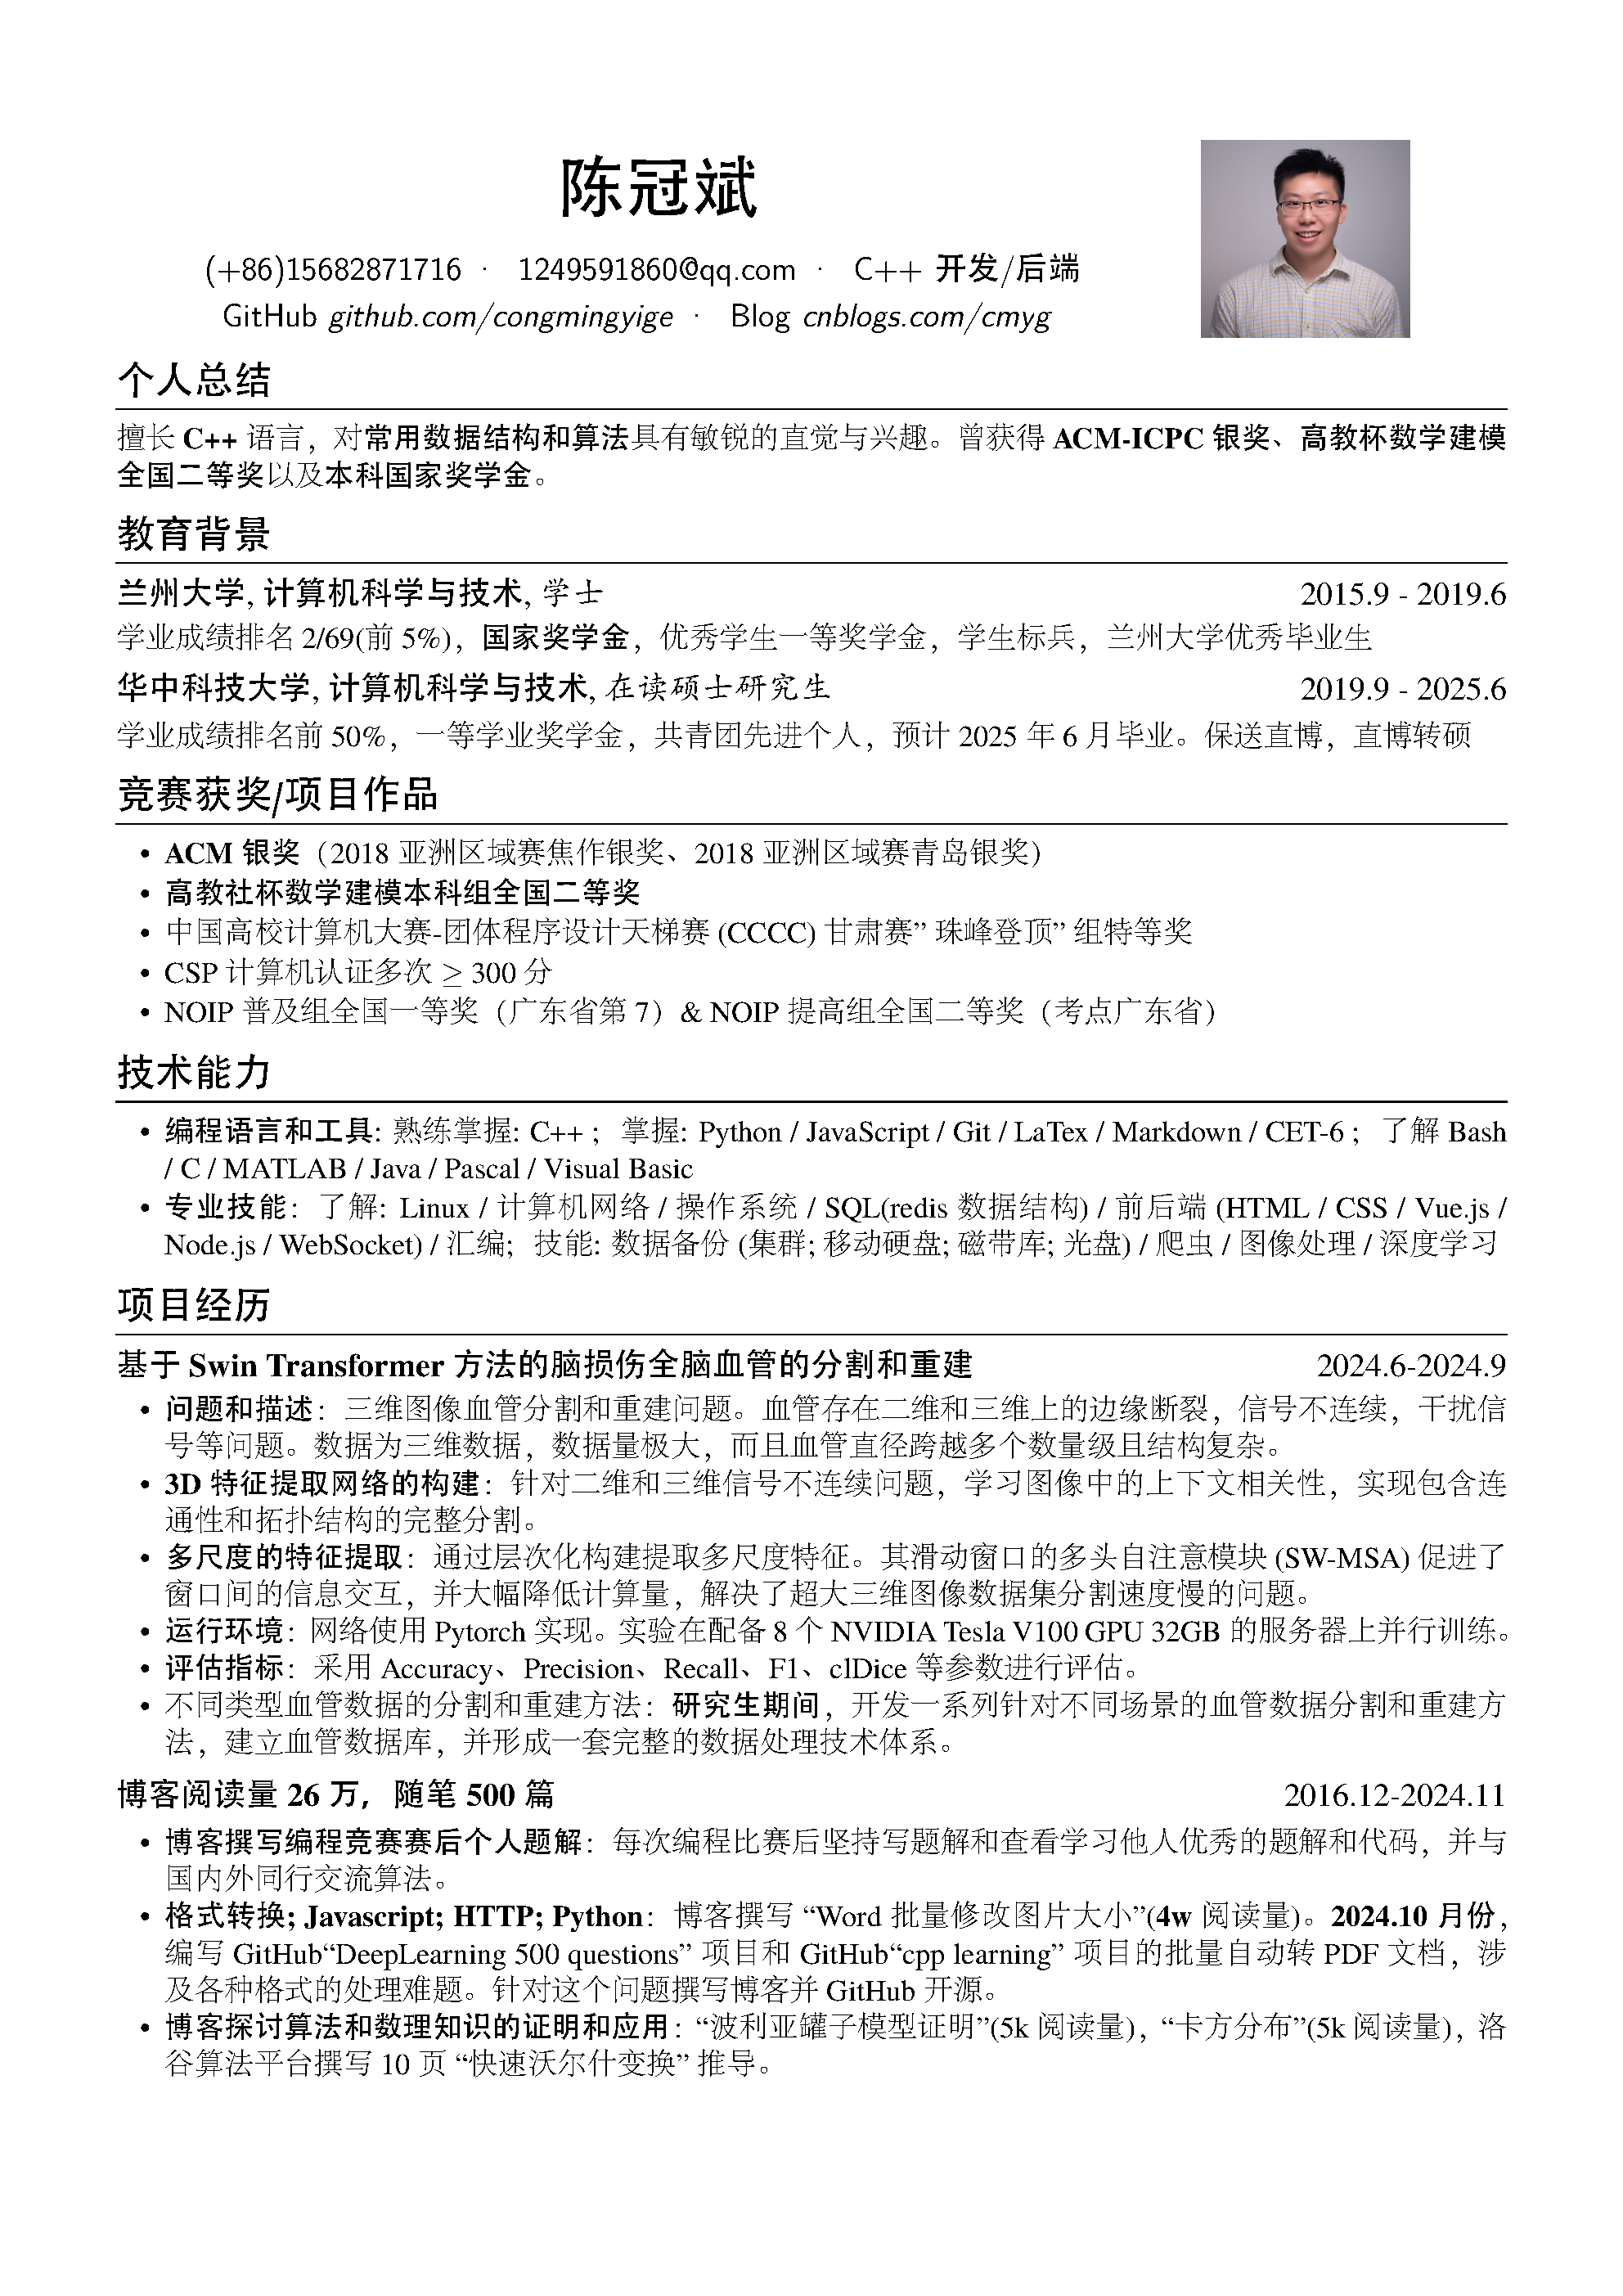 陈冠斌
(+86)15682871716 · 1249591860@qq.com · C++ 开发/后端
GitHub github.com/congmingyige · Blog cnblogs.com/cmyg
个人总结
擅长 C++ 语言，对常用数据结构和算法具有敏锐的直觉与兴趣。曾获得 ACM-ICPC 银奖、高教杯数学建模
全国二等奖以及本科国家奖学金。
教育背景
兰州大学, 计算机科学与技术, 学士 2015.9 - 2019.6
学业成绩排名 2/69(前 5%)，国家奖学金，优秀学生一等奖学金，学生标兵，兰州大学优秀毕业生
华中科技大学, 计算机科学与技术, 在读硕士研究生 2019.9 - 2025.6
学业成绩排名前 50%，一等学业奖学金，共青团先进个人，预计 2025 年 6 月毕业。保送直博，直博转硕
竞赛获奖/项目作品
• ACM 银奖（2018 亚洲区域赛焦作银奖、2018 亚洲区域赛青岛银奖）
• 高教社杯数学建模本科组全国二等奖
• 中国高校计算机大赛-团体程序设计天梯赛 (CCCC) 甘肃赛” 珠峰登顶” 组特等奖
• CSP 计算机认证多次 ≥ 300 分
• NOIP 普及组全国一等奖（广东省第 7）& NOIP 提高组全国二等奖（考点广东省）
技术能力
• 编程语言和工具: 熟练掌握: C++； 掌握: Python / JavaScript / Git / LaTex / Markdown / CET-6； 了解 Bash
/ C / MATLAB / Java / Pascal / Visual Basic
• 专业技能： 了解: Linux / 计算机网络 / 操作系统 / SQL(redis 数据结构) / 前后端 (HTML / CSS / Vue.js /
Node.js / WebSocket) / 汇编； 技能: 数据备份 (集群; 移动硬盘; 磁带库; 光盘) / 爬虫 / 图像处理 / 深度学习
项目经历
基于 Swin Transformer 方法的脑损伤全脑血管的分割和重建 2024.6-2024.9
• 问题和描述：三维图像血管分割和重建问题。血管存在二维和三维上的边缘断裂，信号不连续，干扰信
号等问题。数据为三维数据，数据量极大，而且血管直径跨越多个数量级且结构复杂。
• 3D 特征提取网络的构建：针对二维和三维信号不连续问题，学习图像中的上下文相关性，实现包含连
通性和拓扑结构的完整分割。
• 多尺度的特征提取：通过层次化构建提取多尺度特征。其滑动窗口的多头自注意模块 (SW-MSA) 促进了
窗口间的信息交互，并大幅降低计算量，解决了超大三维图像数据集分割速度慢的问题。
• 运行环境：网络使用 Pytorch 实现。实验在配备 8 个 NVIDIA Tesla V100 GPU 32GB 的服务器上并行训练。
• 评估指标：采用 Accuracy、Precision、Recall、F1、clDice 等参数进行评估。
• 不同类型血管数据的分割和重建方法：研究生期间，开发一系列针对不同场景的血管数据分割和重建方
法，建立血管数据库，并形成一套完整的数据处理技术体系。
博客阅读量 26 万，随笔 500 篇 2016.12-2024.11
• 博客撰写编程竞赛赛后个人题解：每次编程比赛后坚持写题解和查看学习他人优秀的题解和代码，并与
国内外同行交流算法。
• 格式转换; Javascript; HTTP; Python：博客撰写 “Word 批量修改图片大小”(4w 阅读量)。2024.10 月份，
编写 GitHub“DeepLearning 500 questions” 项目和 GitHub“cpp learning” 项目的批量自动转 PDF 文档，涉
及各种格式的处理难题。针对这个问题撰写博客并 GitHub 开源。
• 博客探讨算法和数理知识的证明和应用：“波利亚罐子模型证明”(5k 阅读量)，“卡方分布”(5k 阅读量)，洛
谷算法平台撰写 10 页 “快速沃尔什变换” 推导。